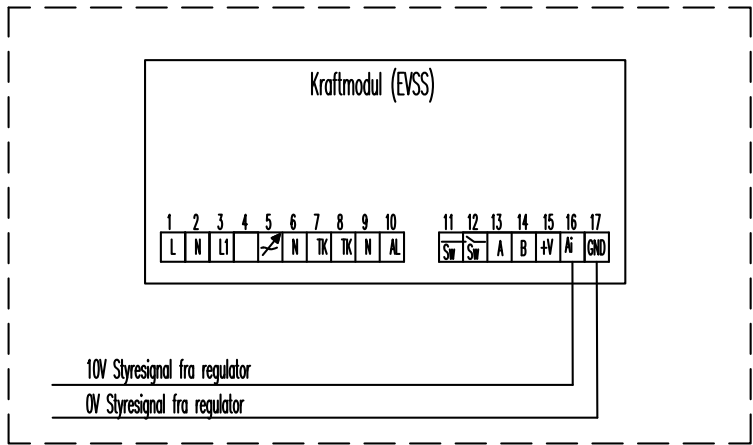 Kraftmodul (EVSS)
1 2 3 4 5 6 7 8 9 10 11 12 13 14 15 16 17
L N L1 N TK TK N AL Sw Sw A B +V Ai GND
10V Styresignal fra regulator
0V Styresignal fra regulator